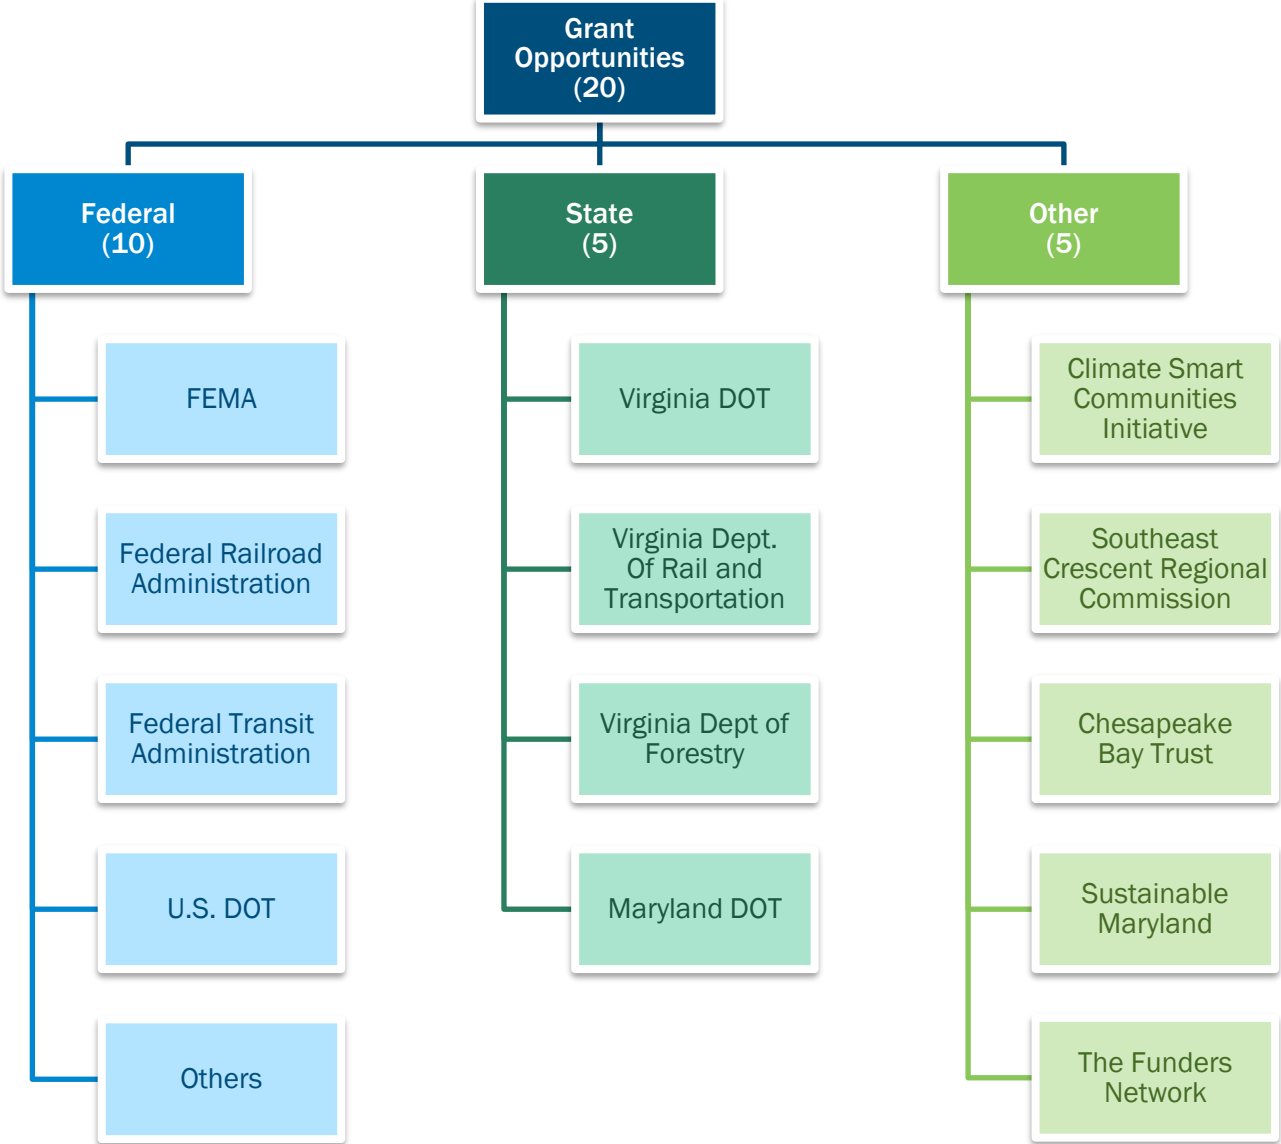 Grant
Opportunities
(20)
Federal
(10)
State
(5)
Other
(5)
FEMA
Federal Railroad
Administration
Federal Transit
Administration
U.S. DOT
Others
Virginia DOT
Virginia Dept.
Of Rail and
Transportation
Virginia Dept of
Forestry
Maryland DOT
Climate Smart
Communities
Initiative
Southeast
Crescent Regional
Commission
Chesapeake
Bay Trust
Sustainable
Maryland
The Funders
Network